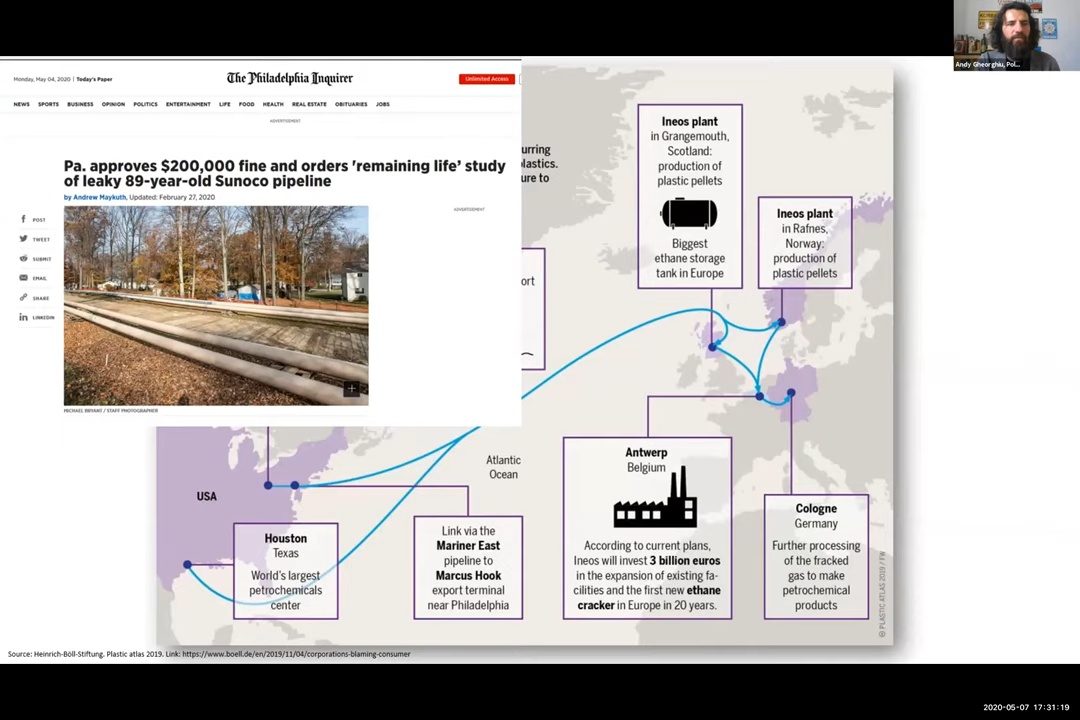 Andy Gheorghiu, Pol...
Monday, May 04, 2020 | Today's Paper
The Philadelphia Inquirer
Unlimited Access
NEWS SPORTS BUSINESS OPINION POLITICS ENTERTAINMENT LIFE FOOD HEALTH REAL ESTATE OBITUARIES JOBS
ADVERTISEMENT
Pa. approves $200,000 fine and orders 'remaining life' study
of leaky 89-year-old Sunoco pipeline
by Andrew Maykuth, Updated: February 27, 2020
ADVERTISEMENT
POST
TWEET
SUBMIT
EMAIL
SHARE
LINKEDIN
MICHAEL BRYANT / STAFF PHOTOGRAPHER
urring
lastics.
ure to
ort
Ineos plant
in Grangemouth,
Scotland:
production of
plastic pellets
Biggest
ethane storage
tank in Europe
Ineos plant
in Rafnes,
Norway:
production of
plastic pellets
Atlantic
Ocean
USA
Houston
Texas
World's largest
petrochemicals
center
Link via the
Mariner East
pipeline to
Marcus Hook
export terminal
near Philadelphia
Antwerp
Belgium
According to current plans,
Ineos will invest 3 billion euros
in the expansion of existing fa-
cilities and the first new ethane
cracker in Europe in 20 years.
Cologne
Germany
Further processing
of the fracked
gas to make
petrochemical
products
© PLASTIC ATLAS 2019 / FW
Source: Heinrich-Böll-Stiftung. Plastic atlas 2019. Link: https://www.boell.de/en/2019/11/04/corporations-blaming-consumer
2020-05-07 17:31:19